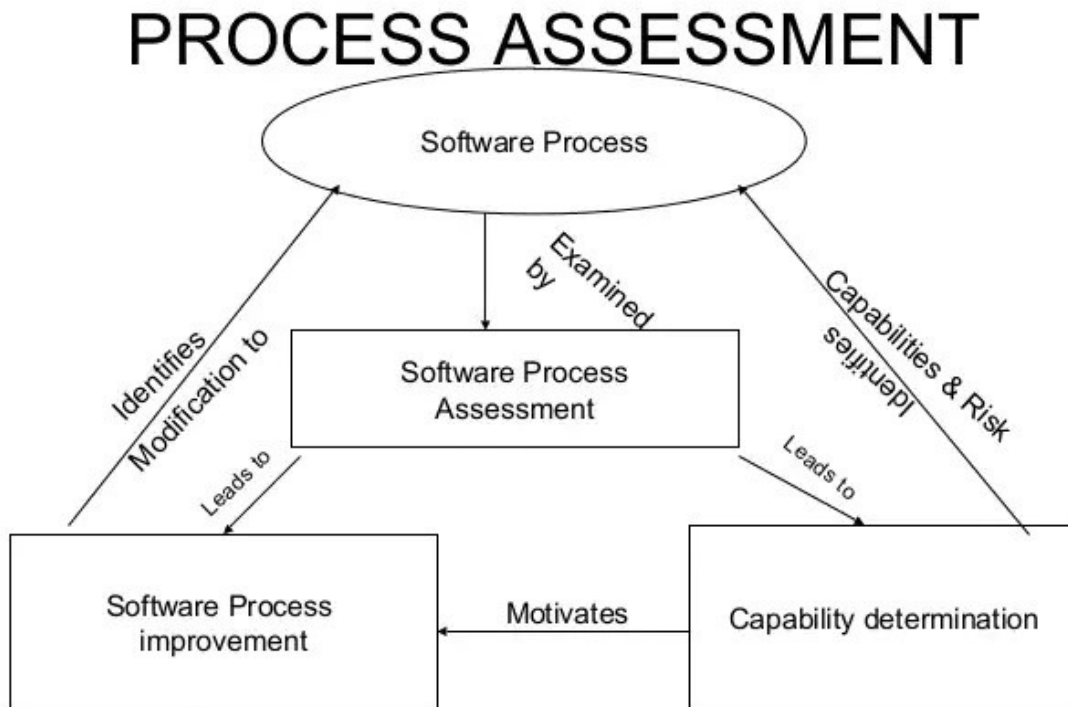 PROCESS ASSESSMENT
Software Process
Examined
by
Identifies
Modification to
Capabilities & Risk
Identifies
Software Process
Assessment
Leads to
Leads to
Software Process
improvement
Motivates
Capability determination